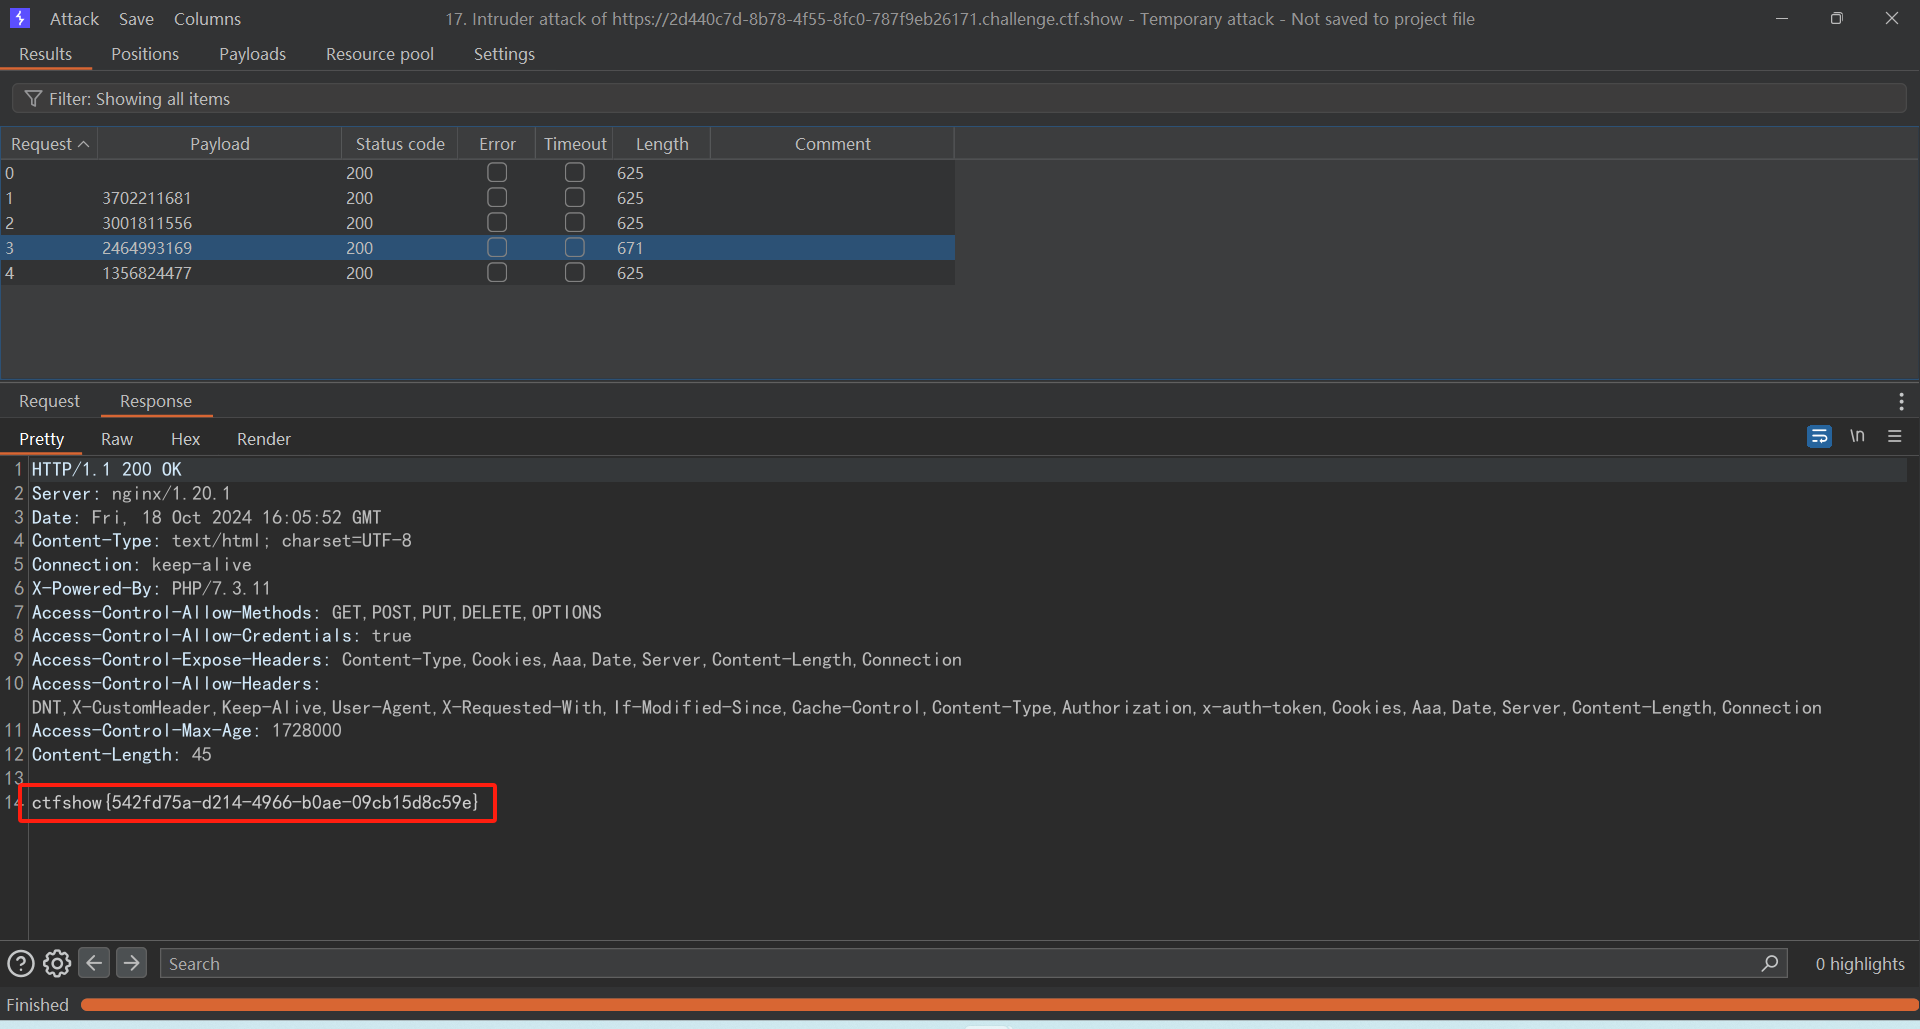 Attack Save Columns 17. Intruder attack of https://2d440c7d-8b78-4f55-8fc0-787f9eb26171.challenge.ctf.show - Temporary attack - Not saved to project file
Results Positions Payloads Resource pool Settings
Filter: Showing all items
Request Payload Status code Error Timeout Length Comment
0 200 625
1 3702211681 200 625
2 3001811556 200 625
3 2464993169 200 671
4 1356824477 200 625
Request Response
Pretty Raw Hex Render \n
1 HTTP/1.1 200 OK
2 Server: nginx/1.20.1
3 Date: Fri, 18 Oct 2024 16:05:52 GMT
4 Content-Type: text/html; charset=UTF-8
5 Connection: keep-alive
6 X-Powered-By: PHP/7.3.11
7 Access-Control-Allow-Methods: GET,POST,PUT,DELETE,OPTIONS
8 Access-Control-Allow-Credentials: true
9 Access-Control-Expose-Headers: Content-Type,Cookies,Aaa,Date,Server,Content-Length,Connection
10 Access-Control-Allow-Headers:
DNT,X-CustomHeader,Keep-Alive,User-Agent,X-Requested-With,If-Modified-Since,Cache-Control,Content-Type,Authorization,x-auth-token,Cookies,Aaa,Date,Server,Content-Length,Connection
11 Access-Control-Max-Age: 1728000
12 Content-Length: 45
13
14 ctfshow{542fd75a-d214-4966-b0ae-09cb15d8c59e}
Search 0 highlights
Finished